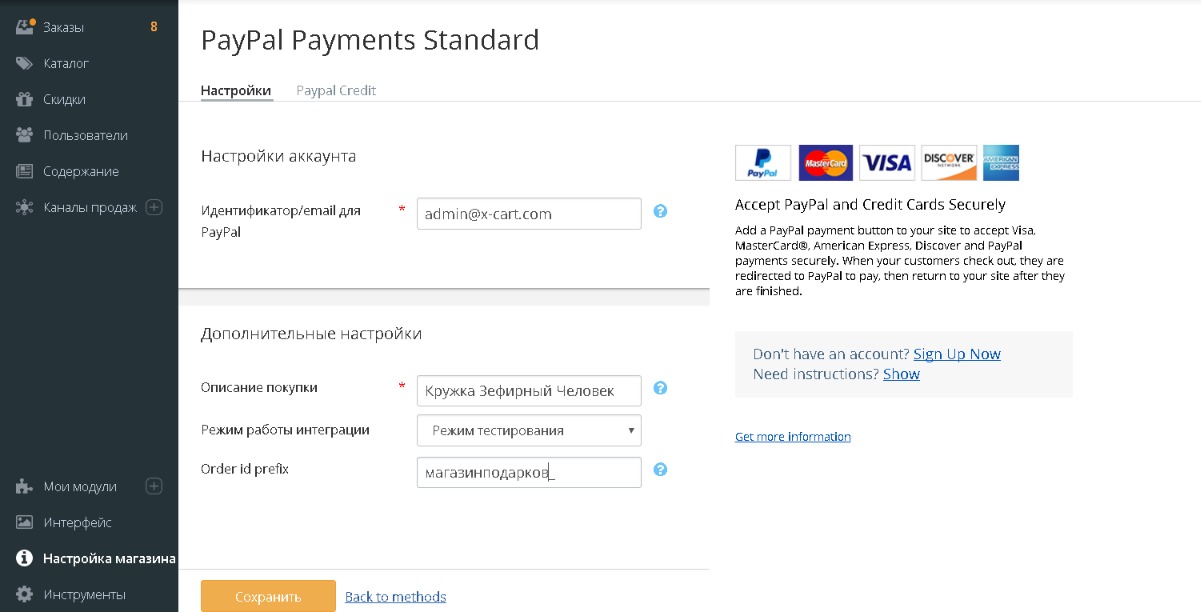 Заказы 8
Каталог
Скидки
Пользователи
Содержание
Каналы продаж
Мои модули
Интерфейс
Настройка магазина
Инструменты
PayPal Payments Standard
Настройки Paypal Credit
Настройки аккаунта
Идентификатор/email для
PayPal
* admin@x-cart.com ?
Дополнительные настройки
Описание покупки * Кружка Зефирный Человек ?
Режим работы интеграции Режим тестирования
Order id prefix магазинподарков_ ?
Сохранить Back to methods
PayPal MasterCard VISA DISCOVER NETWORK AMERICAN EXPRESS
Accept PayPal and Credit Cards Securely
Add a PayPal payment button to your site to accept Visa,
MasterCard®, American Express, Discover and PayPal
payments securely. When your customers check out, they are
redirected to PayPal to pay, then return to your site after they
are finished.
Don't have an account? Sign Up Now
Need instructions? Show
Get more information